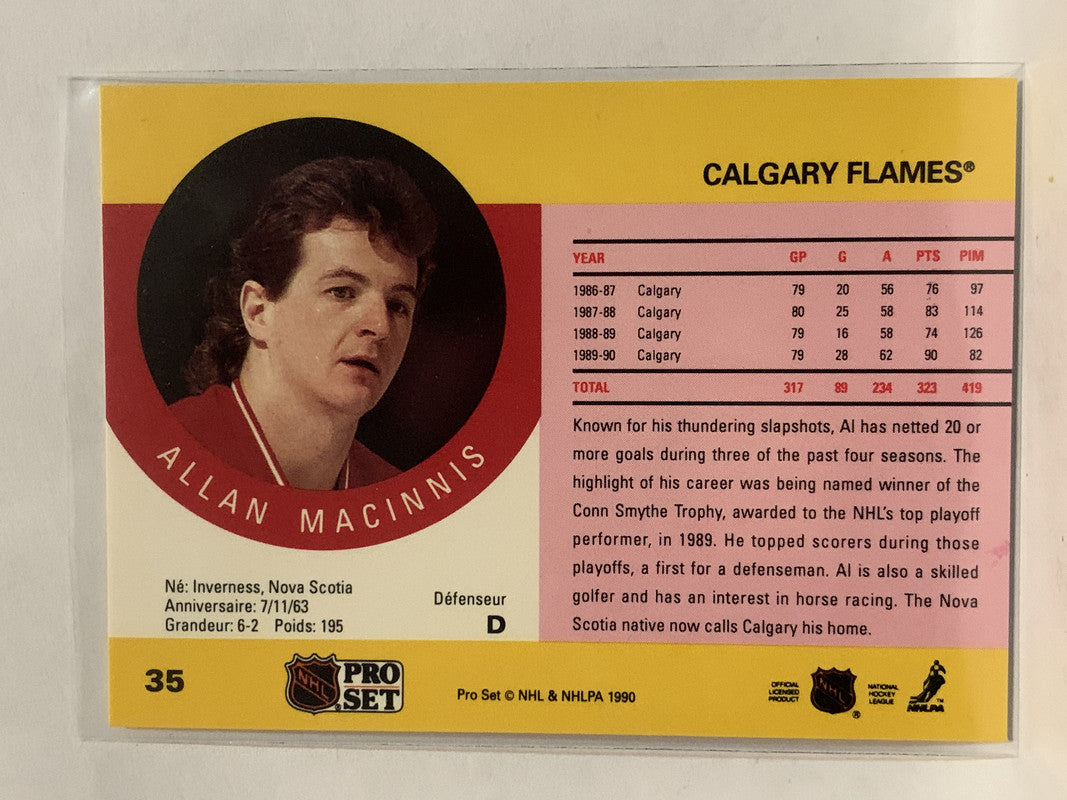 CALGARY FLAMES®
YEAR GP G A PTS PIM
1986-87 Calgary 79 20 56 76 97
1987-88 Calgary 80 25 58 83 114
1988-89 Calgary 79 16 58 74 126
1989-90 Calgary 79 28 62 90 82
TOTAL 317 89 234 323 419
Known for his thundering slapshots, Al has netted 20 or
more goals during three of the past four seasons. The
highlight of his career was being named winner of the
Conn Smythe Trophy, awarded to the NHL's top playoff
performer, in 1989. He topped scorers during those
playoffs, a first for a defenseman. Al is also a skilled
golfer and has an interest in horse racing. The Nova
Scotia native now calls Calgary his home.
ALLAN MACINNIS
Né: Inverness, Nova Scotia
Anniversaire: 7/11/63
Grandeur: 6-2 Poids: 195
Défenseur
D
35
NHL
®
PRO
SET
Pro Set © NHL & NHLPA 1990
OFFICIAL
LICENSED
PRODUCT
NHL
®
NATIONAL
HOCKEY
LEAGUE
™
NHLPA